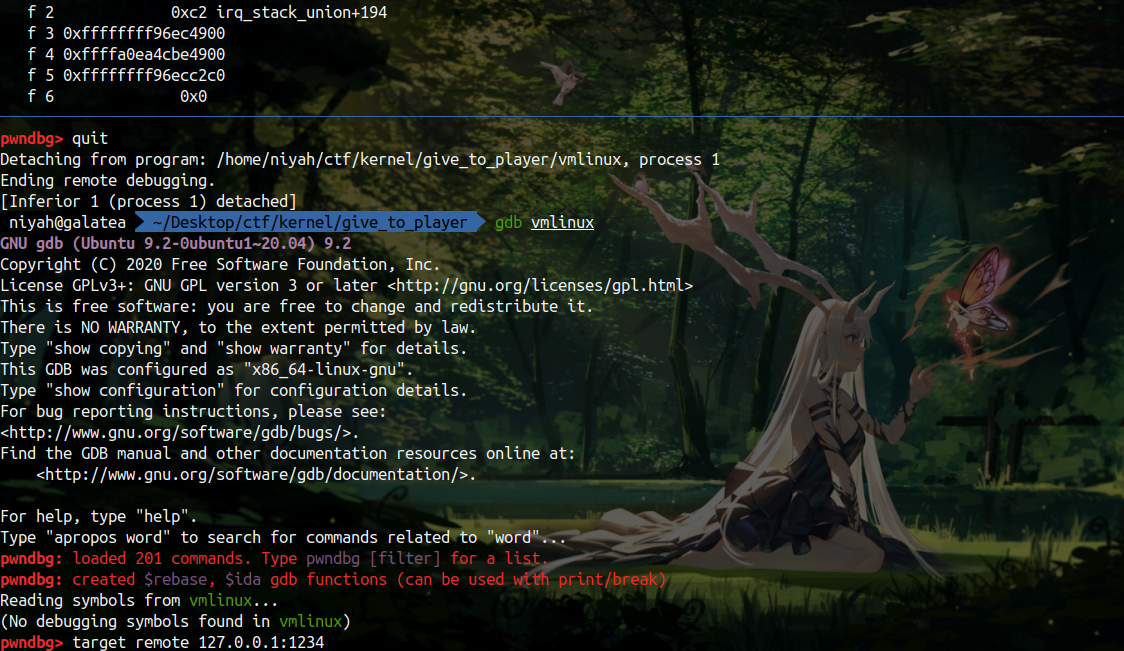 f 2             0xc2 irq_stack_union+194
f 3 0xffffffff96ec4900
f 4 0xffffa0ea4cbe4900
f 5 0xffffffff96ecc2c0
f 6              0x0
pwndbg> quit
Detaching from program: /home/niyah/ctf/kernel/give_to_player/vmlinux, process 1
Ending remote debugging.
[Inferior 1 (process 1) detached]
niyah@galatea ~/Desktop/ctf/kernel/give_to_player gdb vmlinux
GNU gdb (Ubuntu 9.2-0ubuntu1~20.04) 9.2
Copyright (C) 2020 Free Software Foundation, Inc.
License GPLv3+: GNU GPL version 3 or later <http://gnu.org/licenses/gpl.html>
This is free software: you are free to change and redistribute it.
There is NO WARRANTY, to the extent permitted by law.
Type "show copying" and "show warranty" for details.
This GDB was configured as "x86_64-linux-gnu".
Type "show configuration" for configuration details.
For bug reporting instructions, please see:
<http://www.gnu.org/software/gdb/bugs/>.
Find the GDB manual and other documentation resources online at:
    <http://www.gnu.org/software/gdb/documentation/>.
For help, type "help".
Type "apropos word" to search for commands related to "word"...
pwndbg: loaded 201 commands. Type pwndbg [filter] for a list.
pwndbg: created $rebase, $ida gdb functions (can be used with print/break)
Reading symbols from vmlinux...
(No debugging symbols found in vmlinux)
pwndbg> target remote 127.0.0.1:1234